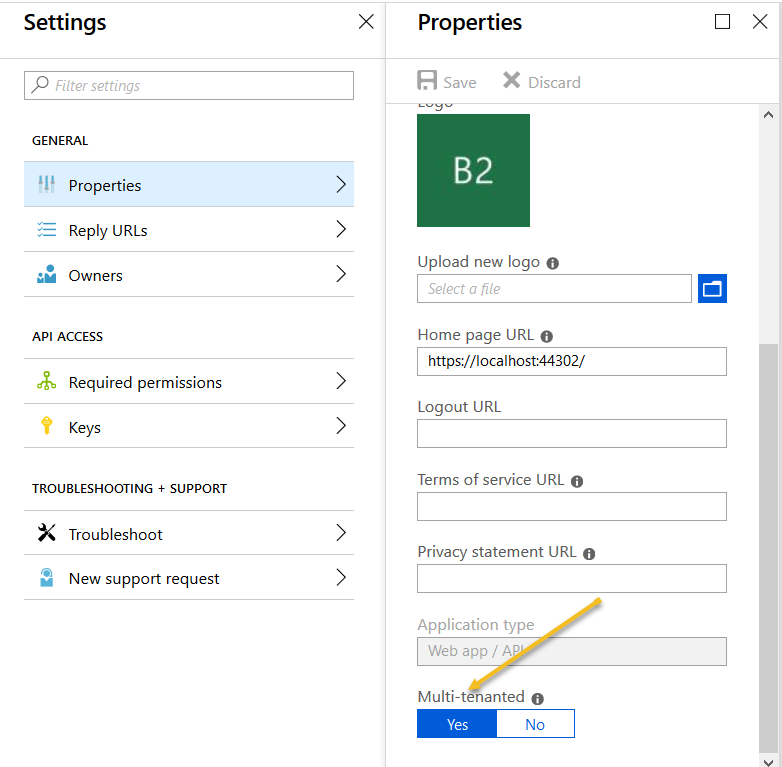 Settings
Filter settings
GENERAL
Properties
Reply URLs
Owners
API ACCESS
Required permissions
Keys
TROUBLESHOOTING + SUPPORT
Troubleshoot
New support request
Properties
Save Discard
Logo
B2
Upload new logo
Select a file
Home page URL
https://localhost:44302/
Logout URL
Terms of service URL
Privacy statement URL
Application type
Web app / API
Multi-tenanted
Yes No